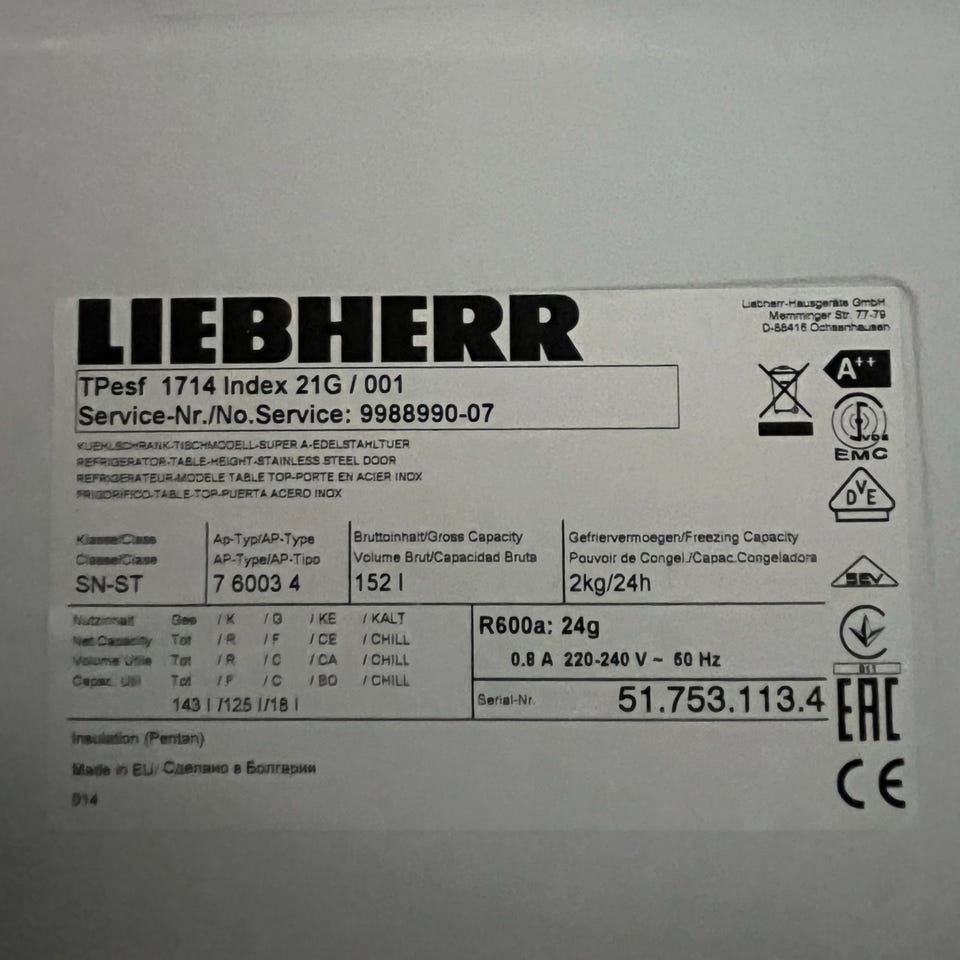 LIEBHERR
Liebherr-Hausgeräte GmbH
Memminger Str. 77-79
D-88416 Ochsenhausen
TPesf 1714 Index 21G / 001
Service-Nr./No.Service: 9988990-07
A++
VDE
EMC
DVE
SEV
KUEHLSCHRANK-TISCHMODELL-SUPER A-EDELSTAHLTUER
REFRIGERATOR-TABLE-HEIGHT-STAINLESS STEEL DOOR
REFRIGERATEUR-MODELE TABLE TOP-PORTE EN ACIER INOX
FRIGORIFICO-TABLE-TOP-PUERTA ACERO INOX
Klasse/Class Ap-Typ/AP-Type Bruttoinhalt/Gross Capacity Gefriervermoegen/Freezing Capacity
Classe/Clase AP-Type/AP-Tipo Volume Brut/Capacidad Bruta Pouvoir de Congel./Capac.Congeladora
SN-ST 7 6003 4 152 l 2kg/24h
Nutzinhalt Ges / K / G / KE / KALT
Net Capacity Tot / R / F / CE / CHILL
Volume Utile Tot / R / C / CA / CHILL
Capac. Util Tot / F / C / BO / CHILL
143 l /125 l /18 l
R600a: 24g
0.8 A 220-240 V ~ 50 Hz
Serial-Nr. 51.753.113.4
011
EAC
CE
Insulation (Pentan)
Made in EU/ Сделано в Болгарии
014